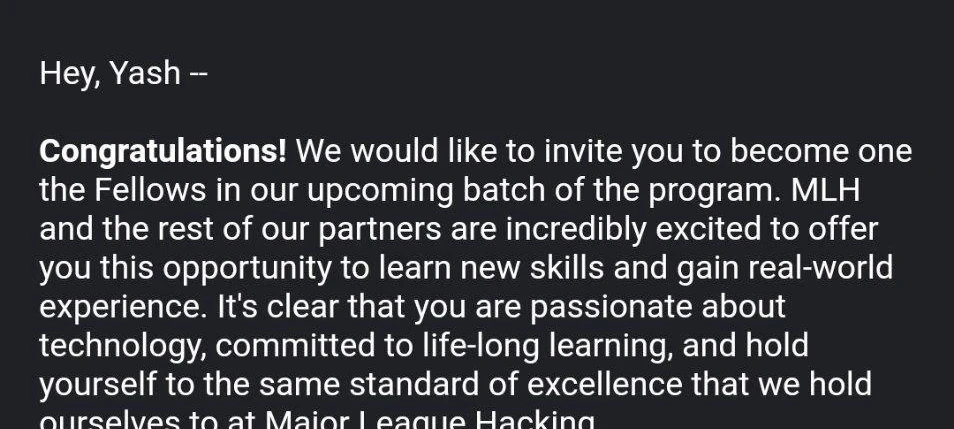 Hey, Yash --
Congratulations! We would like to invite you to become one
the Fellows in our upcoming batch of the program. MLH
and the rest of our partners are incredibly excited to offer
you this opportunity to learn new skills and gain real-world
experience. It's clear that you are passionate about
technology, committed to life-long learning, and hold
yourself to the same standard of excellence that we hold
ourselves to at Major League Hacking